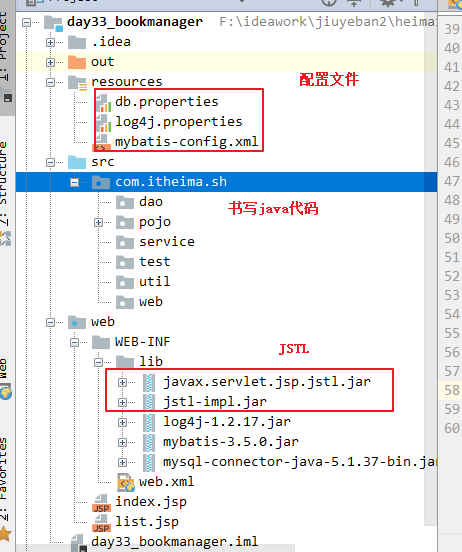 1: Project
7: Structure
Web
2: Favorites
day33_bookmanager F:\ideawork\jiuyeban2\heima
.idea
out
resources
配置文件
db.properties
log4j.properties
mybatis-config.xml
src
com.itheima.sh
dao
书写java代码
pojo
service
test
util
web
web
WEB-INF
JSTL
lib
javax.servlet.jsp.jstl.jar
jstl-impl.jar
log4j-1.2.17.jar
mybatis-3.5.0.jar
mysql-connector-java-5.1.37-bin.jar
web.xml
index.jsp
list.jsp
day33_bookmanager.iml
39
40
41
42
43
44
45
46
47
48
49
50
51
52
53
54
55
56
57
58
59
60